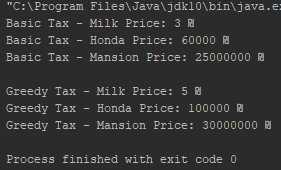 "C:\Program Files\Java\jdk10\bin\java.ex
Basic Tax - Milk Price: 3
Basic Tax - Honda Price: 60000
Basic Tax - Mansion Price: 25000000
Greedy Tax - Milk Price: 5
Greedy Tax - Honda Price: 100000
Greedy Tax - Mansion Price: 30000000
Process finished with exit code 0